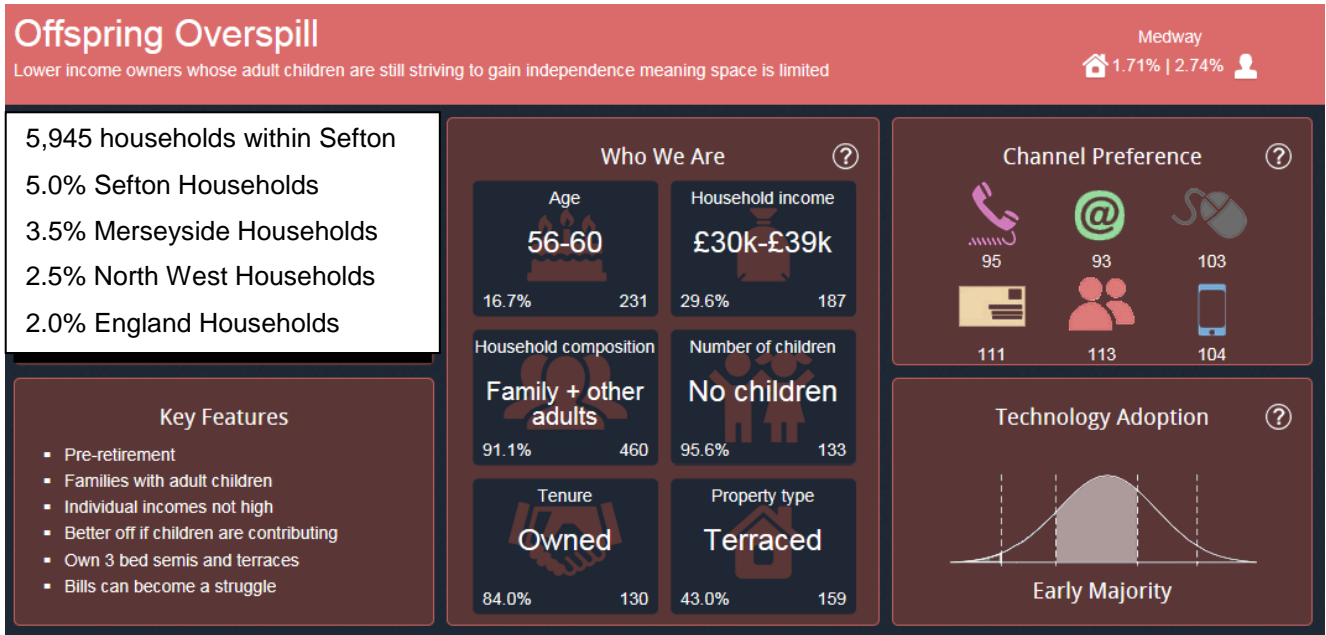 Offspring Overspill
Lower income owners whose adult children are still striving to gain independence meaning space is limited
Medway
1.71% | 2.74%
5,945 households within Sefton
5.0% Sefton Households
3.5% Merseyside Households
2.5% North West Households
2.0% England Households
Key Features
▪ Pre-retirement
▪ Families with adult children
▪ Individual incomes not high
▪ Better off if children are contributing
▪ Own 3 bed semis and terraces
▪ Bills can become a struggle
Who We Are
?
Age
56-60
16.7% 231
Household income
£30k-£39k
29.6% 187
Household composition
Family + other
adults
91.1% 460
Number of children
No children
95.6% 133
Tenure
Owned
84.0% 130
Property type
Terraced
43.0% 159
Channel Preference
?
@
95 93 103
111 113 104
Technology Adoption
?
Early Majority